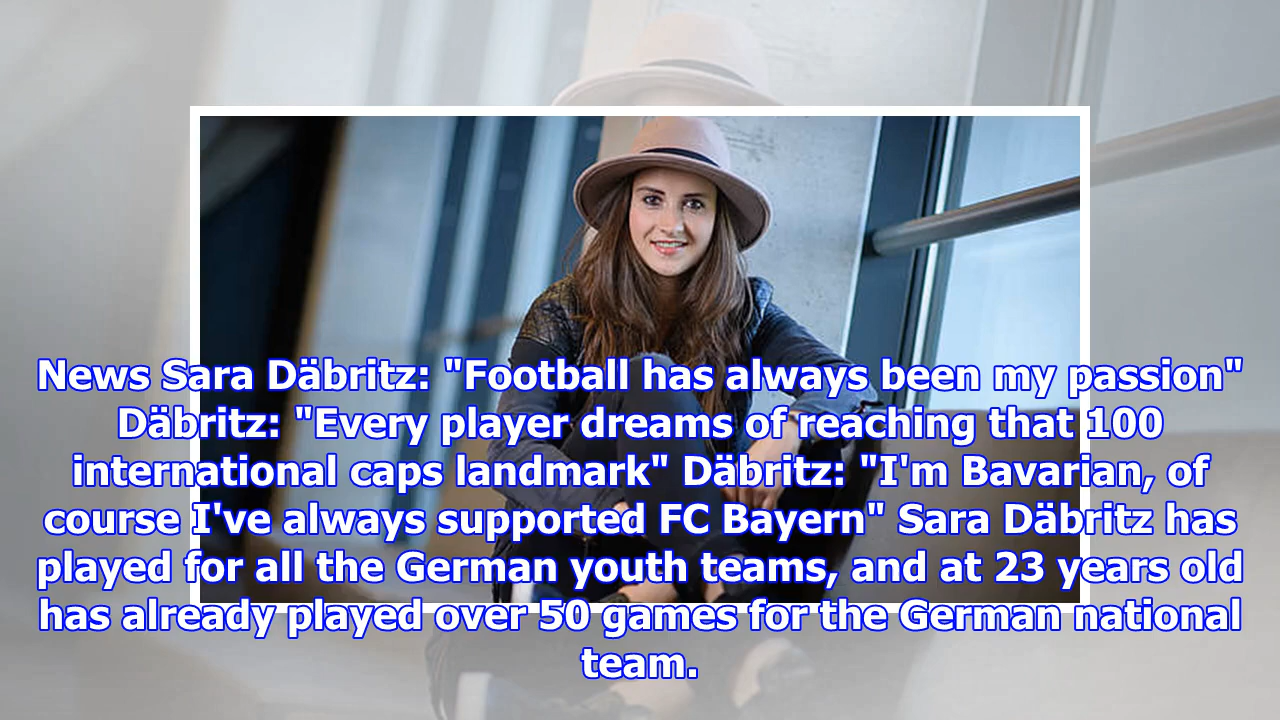 News Sara Däbritz: "Football has always been my passion"
Däbritz: "Every player dreams of reaching that 100
international caps landmark" Däbritz: "I'm Bavarian, of
course I've always supported FC Bayern" Sara Däbritz has
played for all the German youth teams, and at 23 years old
has already played over 50 games for the German national
team.